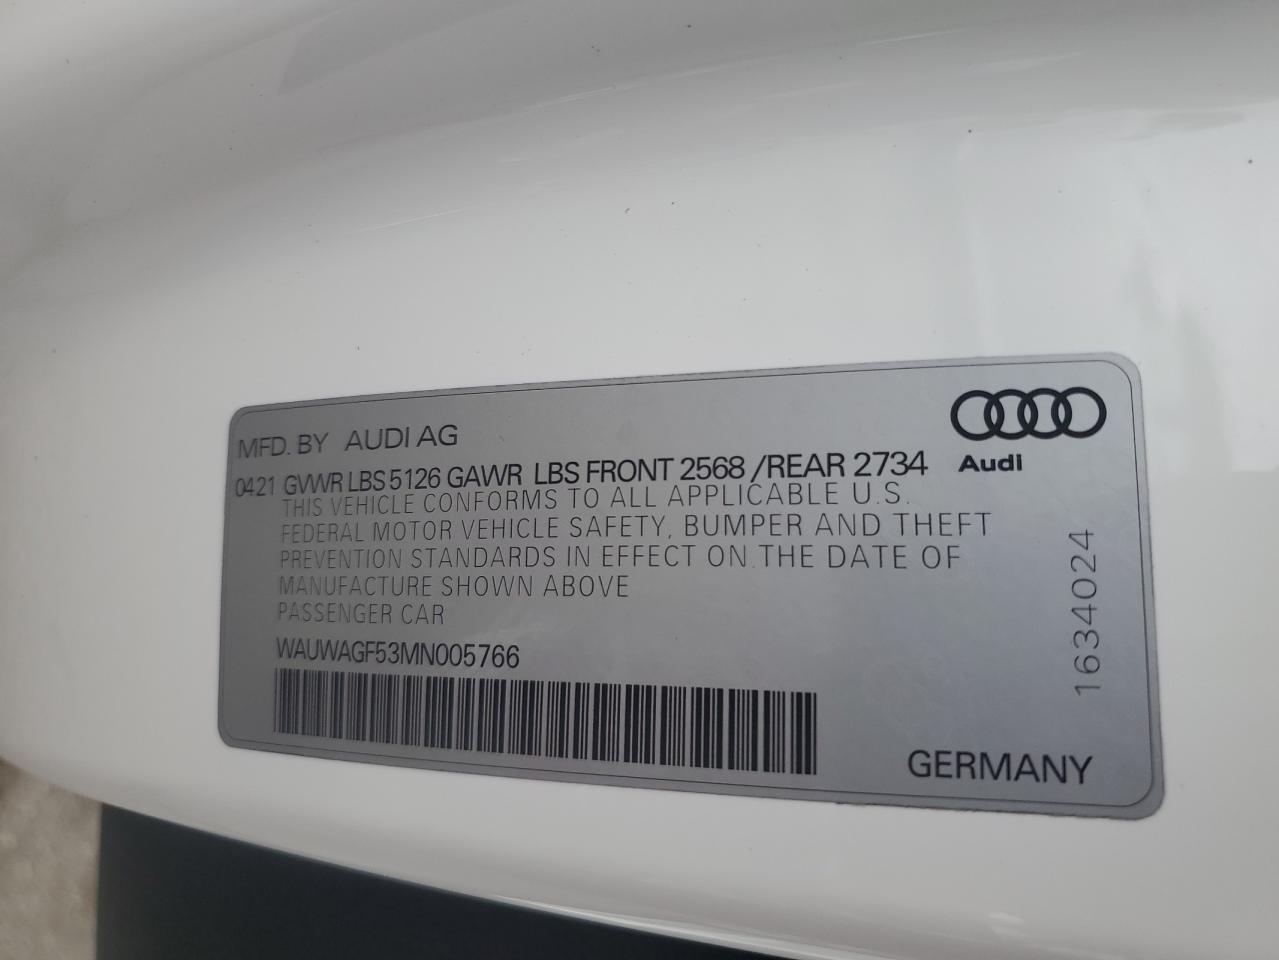 MFD. BY AUDI AG
Audi
0421 GVWR LBS 5126 GAWR LBS FRONT 2568 /REAR 2734
THIS VEHICLE CONFORMS TO ALL APPLICABLE U.S.
FEDERAL MOTOR VEHICLE SAFETY, BUMPER AND THEFT
PREVENTION STANDARDS IN EFFECT ON THE DATE OF
MANUFACTURE SHOWN ABOVE
PASSENGER CAR
WAUWAGF53MN005766
1634024
GERMANY